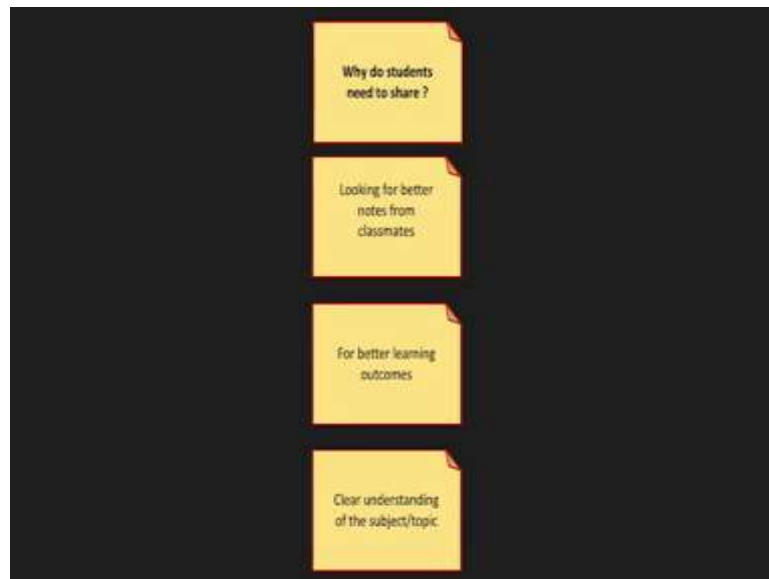 Why do students
need to share ?
Looking for better
notes from
classmates
For better learning
outcomes
Clear understanding
of the subject/topic